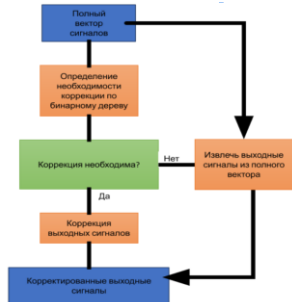 Полный
вектор
сигналов
Определение
необходимости
коррекции по
бинарному дереву
Коррекция необходима?
Нет
Извлечь выходные
сигналы из полного
вектора
Да
Коррекция
выходных сигналов
Корректированные выходные
сигналы